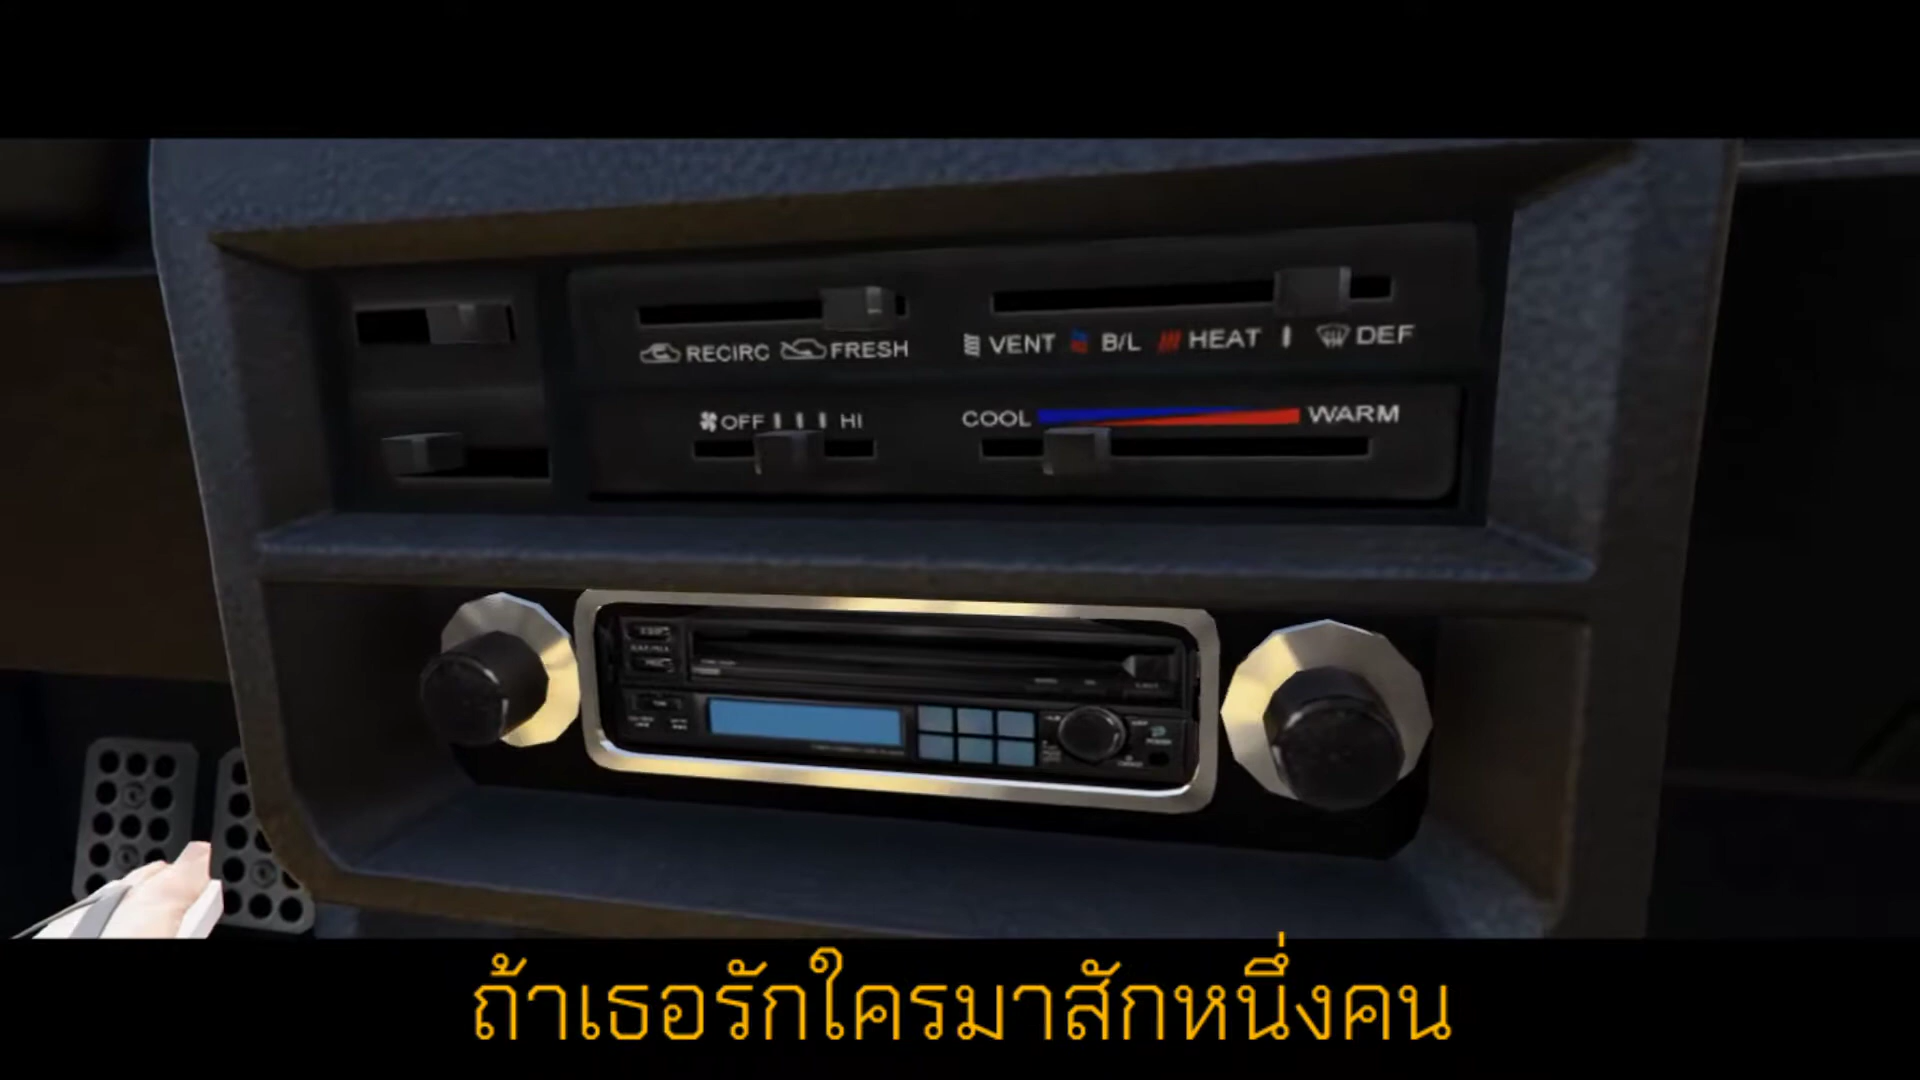 RECIRC FRESH
VENT B/L HEAT DEF
OFF HI
COOL WARM
ถ้าเธอรักใครมาสักหนึ่งคน